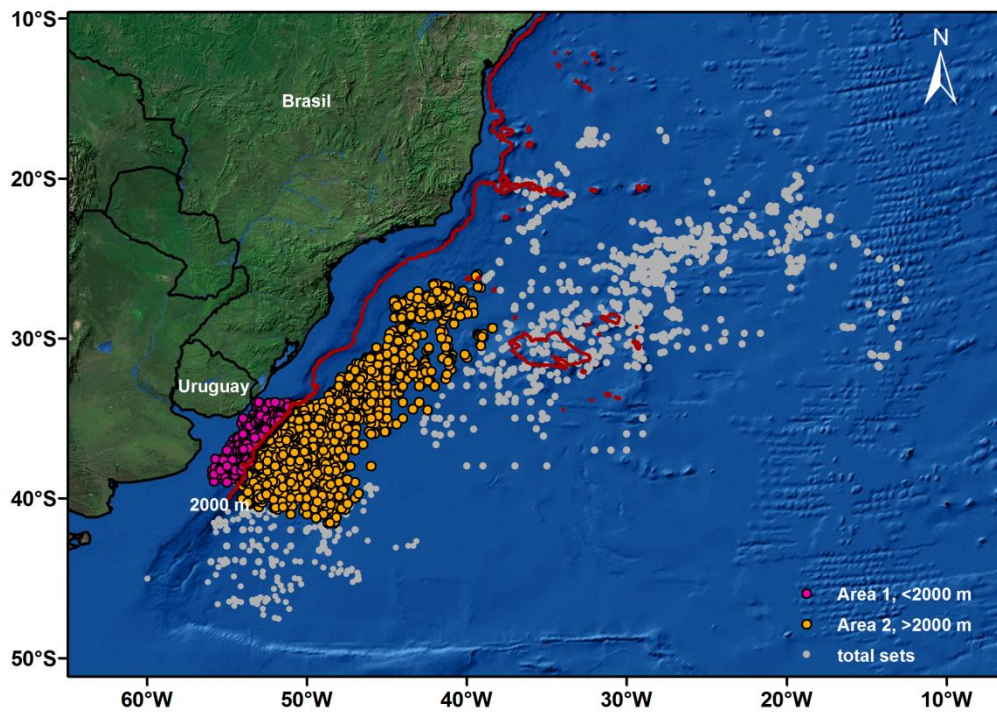 10°S
N
Brasil
20°S
30°S
Uruguay
40°S
2000 m
Area 1, <2000 m
Area 2, >2000 m
total sets
50°S
60°W 50°W 40°W 30°W 20°W 10°W